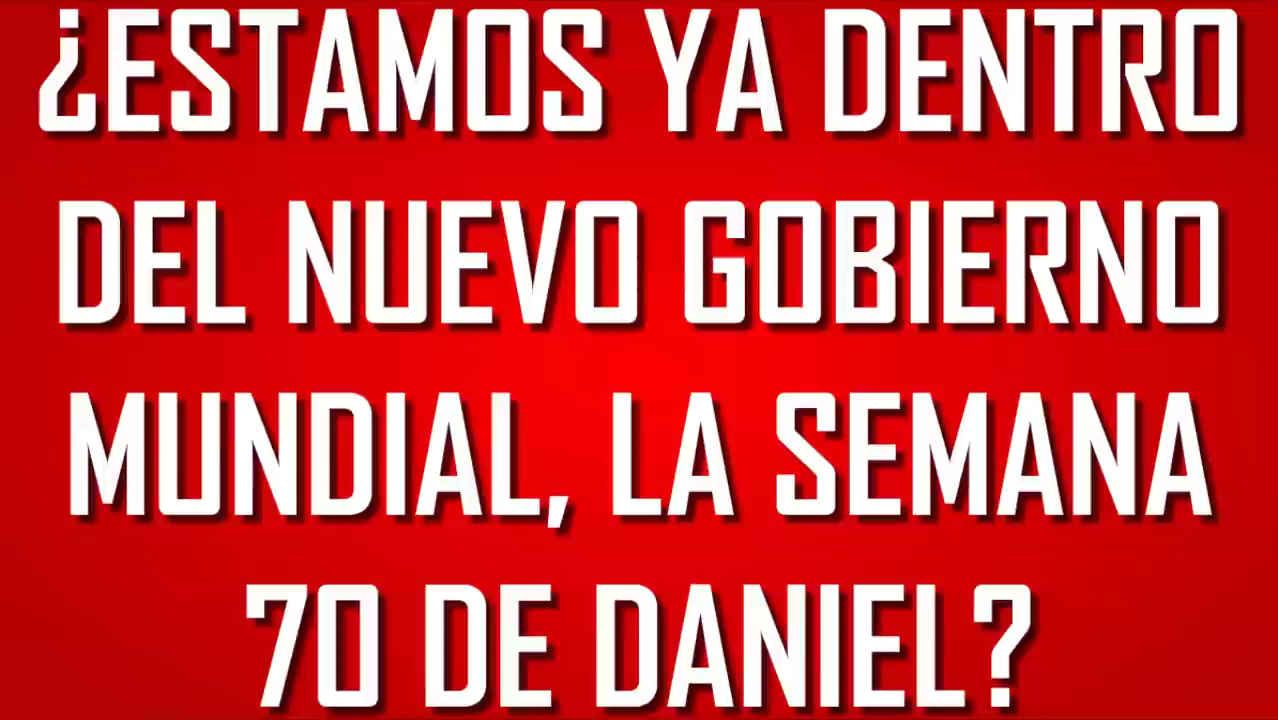 ¿ESTAMOS YA DENTRO
DEL NUEVO GOBIERNO
MUNDIAL, LA SEMANA
70 DE DANIEL?